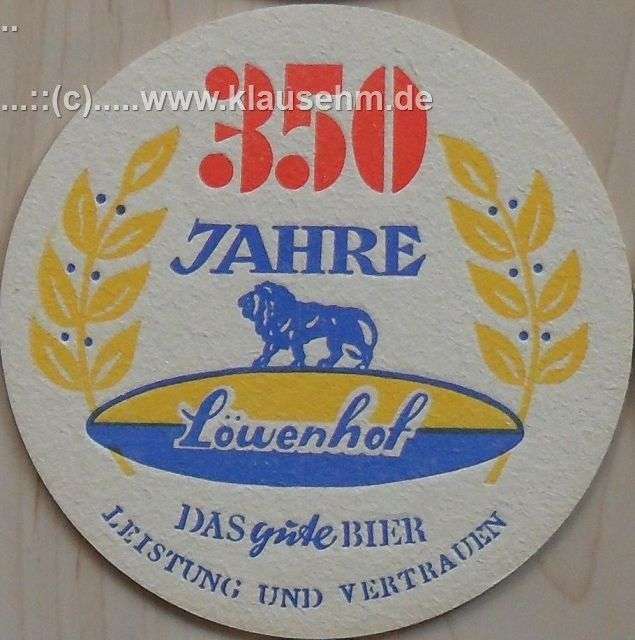 ..
...::(c).....www.klausehm.de
350
JAHRE
Löwenhof
DAS gute BIER
LEISTUNG UND VERTRAUEN